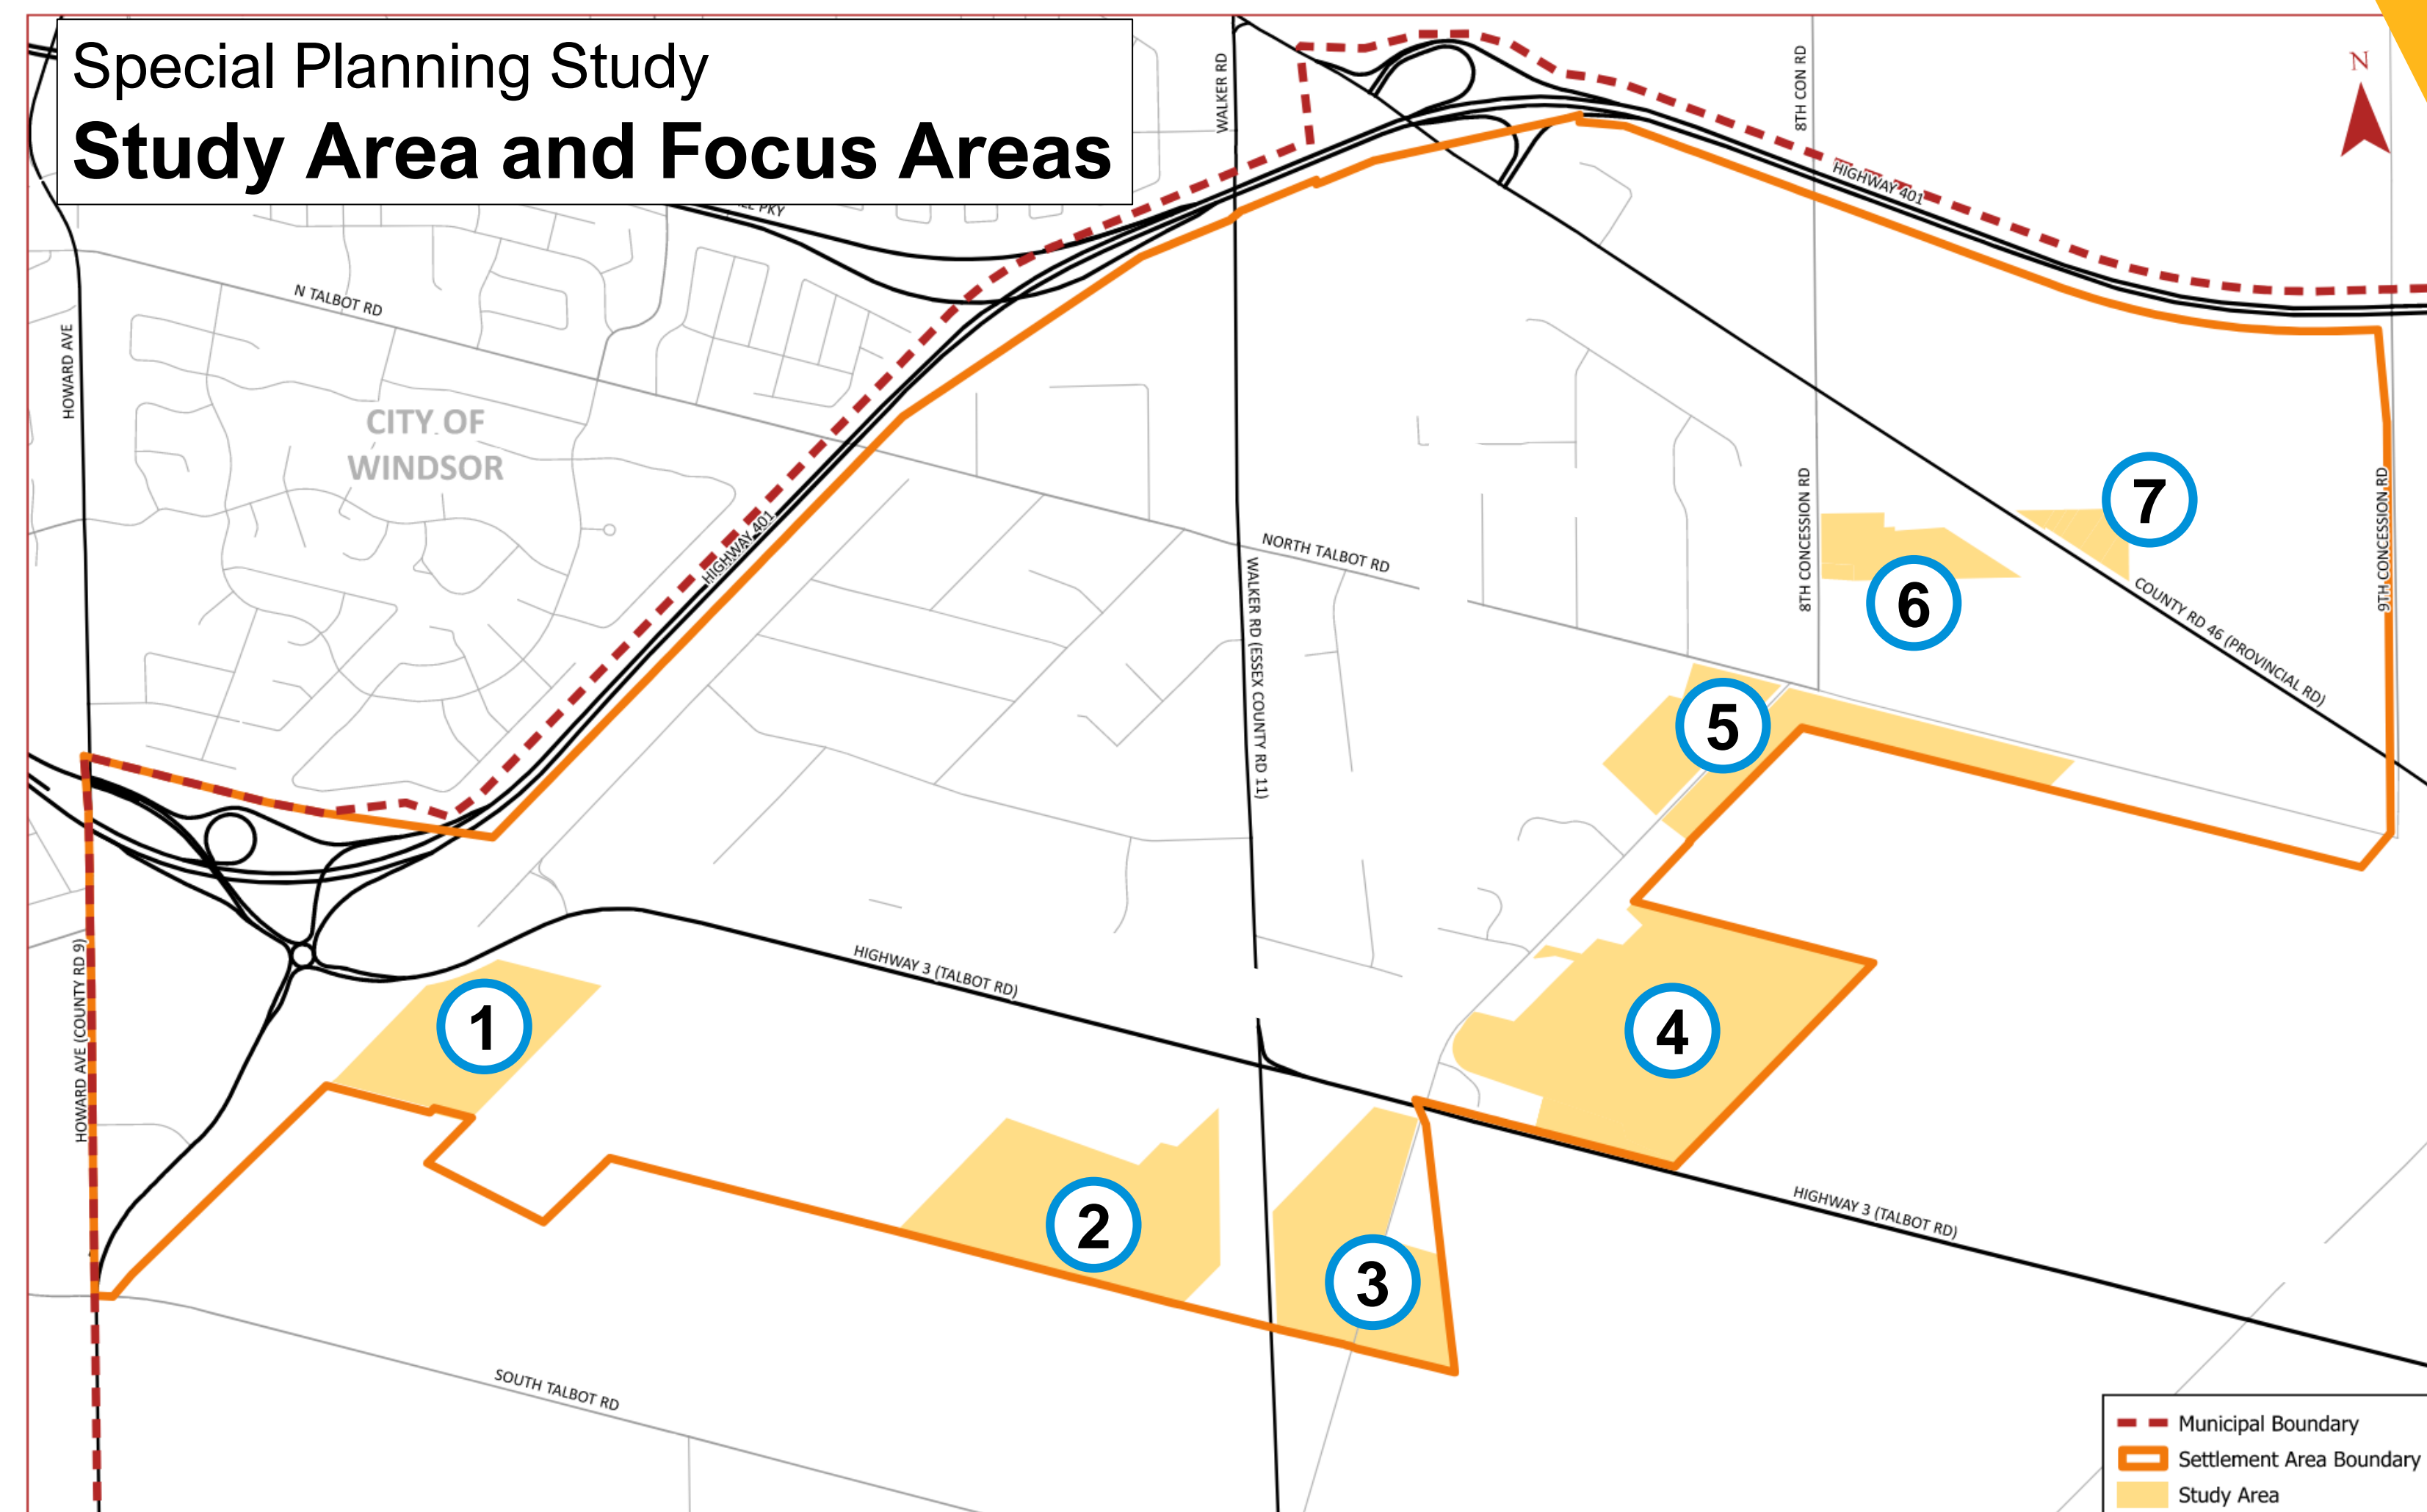 Special Planning Study
Study Area and Focus Areas
N
WALKER RD
8TH CON RD
HIGHWAY 401
PKY
N TALBOT RD
HOWARD AVE
CITY OF
WINDSOR
HIGHWAY 401
NORTH TALBOT RD
8TH CONCESSION RD
9TH CONCESSION RD
7
6
COUNTY RD 46 (PROVINCIAL RD)
WALKER RD (ESSEX COUNTY RD 11)
5
HOWARD AVE (COUNTY RD 9)
HIGHWAY 3 (TALBOT RD)
1
4
2
3
HIGHWAY 3 (TALBOT RD)
SOUTH TALBOT RD
Municipal Boundary
Settlement Area Boundary
Study Area